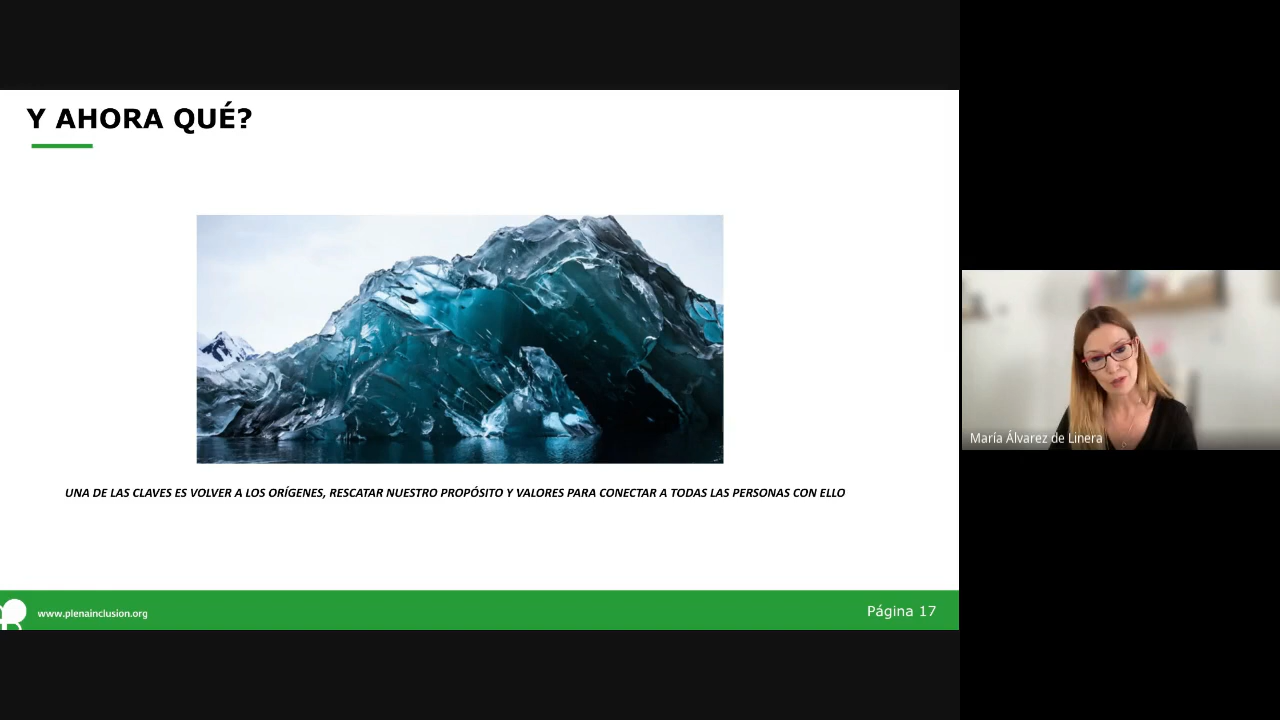 Y AHORA QUÉ?
UNA DE LAS CLAVES ES VOLVER A LOS ORÍGENES, RESCATAR NUESTRO PROPÓSITO Y VALORES PARA CONECTAR A TODAS LAS PERSONAS CON ELLO
www.plenainclusion.org
Página 17
María Álvarez de Linera